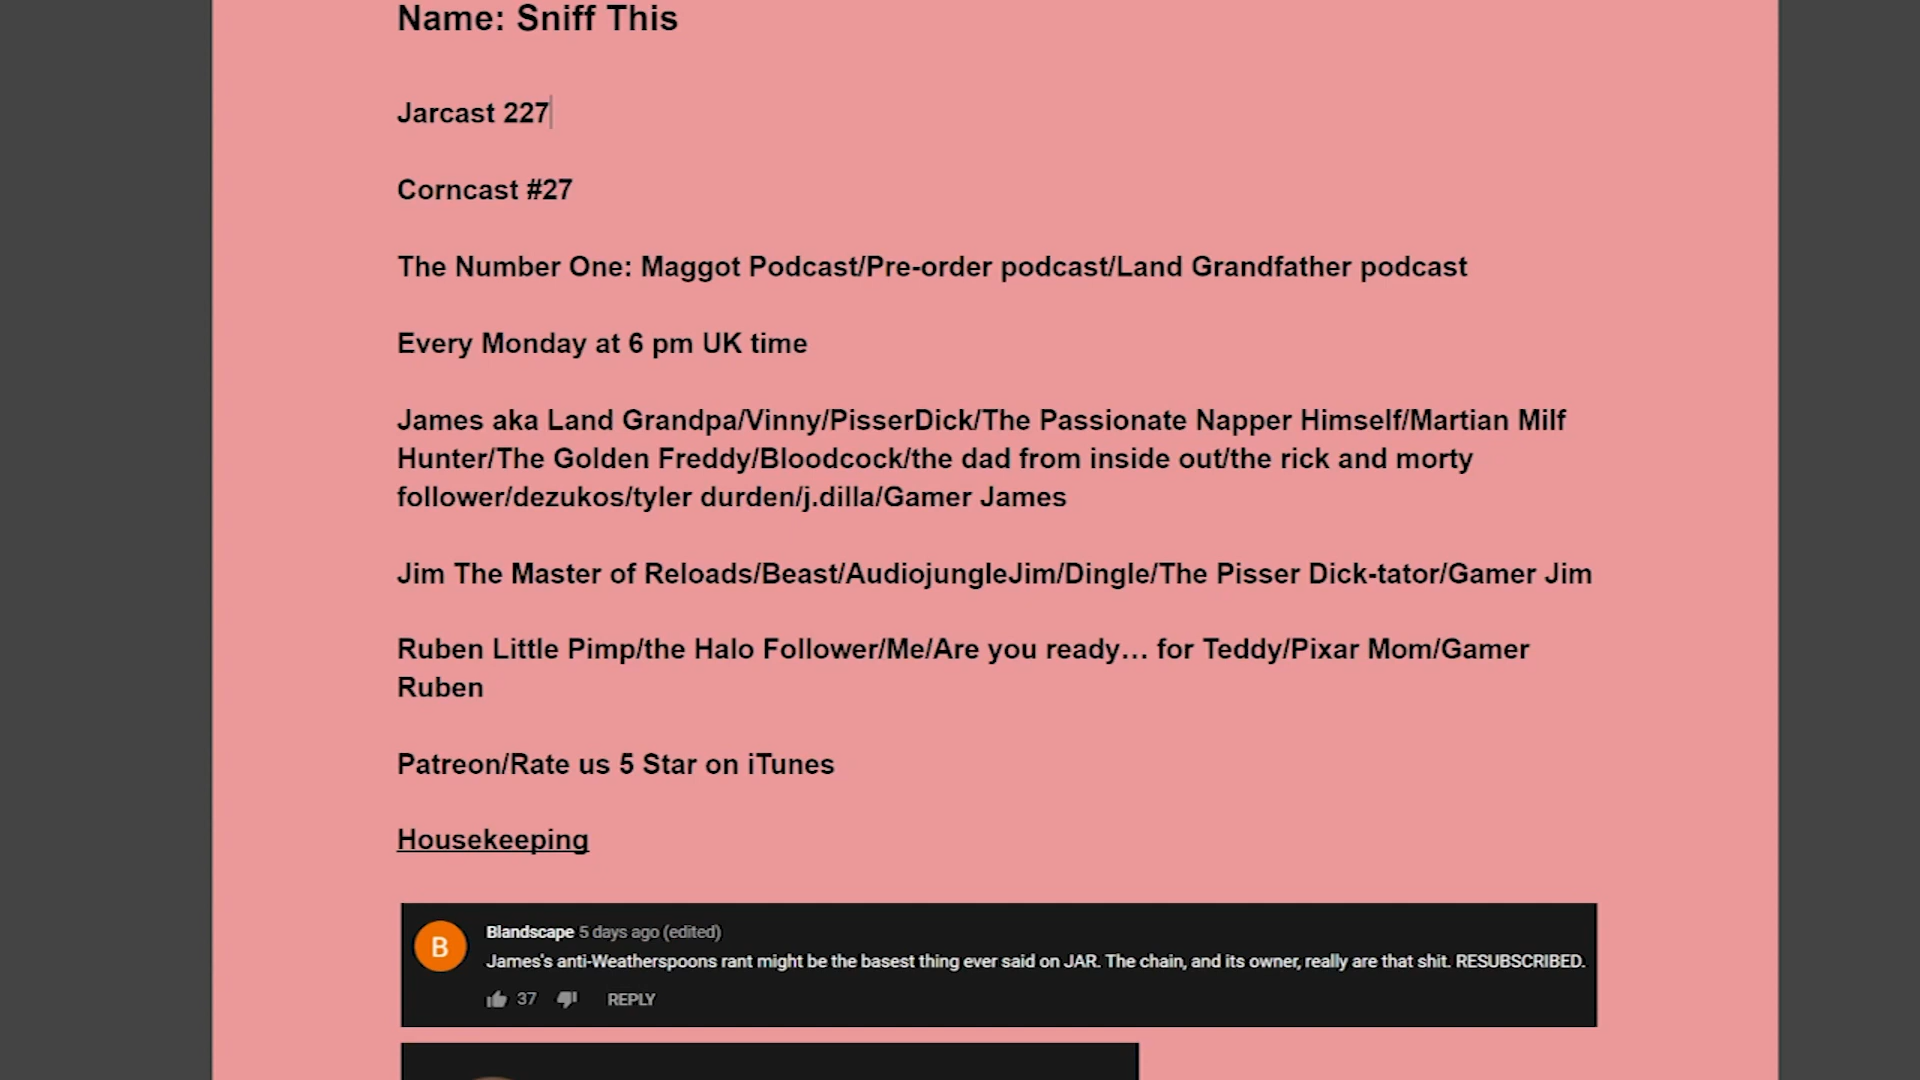 Name: Sniff This
Jarcast 227
Corncast #27
The Number One: Maggot Podcast/Pre-order podcast/Land Grandfather podcast
Every Monday at 6 pm UK time
James aka Land Grandpa/Vinny/PisserDick/The Passionate Napper Himself/Martian Milf
Hunter/The Golden Freddy/Bloodcock/the dad from inside out/the rick and morty
follower/dezukos/tyler durden/j.dilla/Gamer James
Jim The Master of Reloads/Beast/AudiojungleJim/Dingle/The Pisser Dick-tator/Gamer Jim
Ruben Little Pimp/the Halo Follower/Me/Are you ready… for Teddy/Pixar Mom/Gamer
Ruben
Patreon/Rate us 5 Star on iTunes
Housekeeping
B
Blandscape 5 days ago (edited)
James's anti-Weatherspoons rant might be the basest thing ever said on JAR. The chain, and its owner, really are that shit. RESUBSCRIBED.
37 REPLY